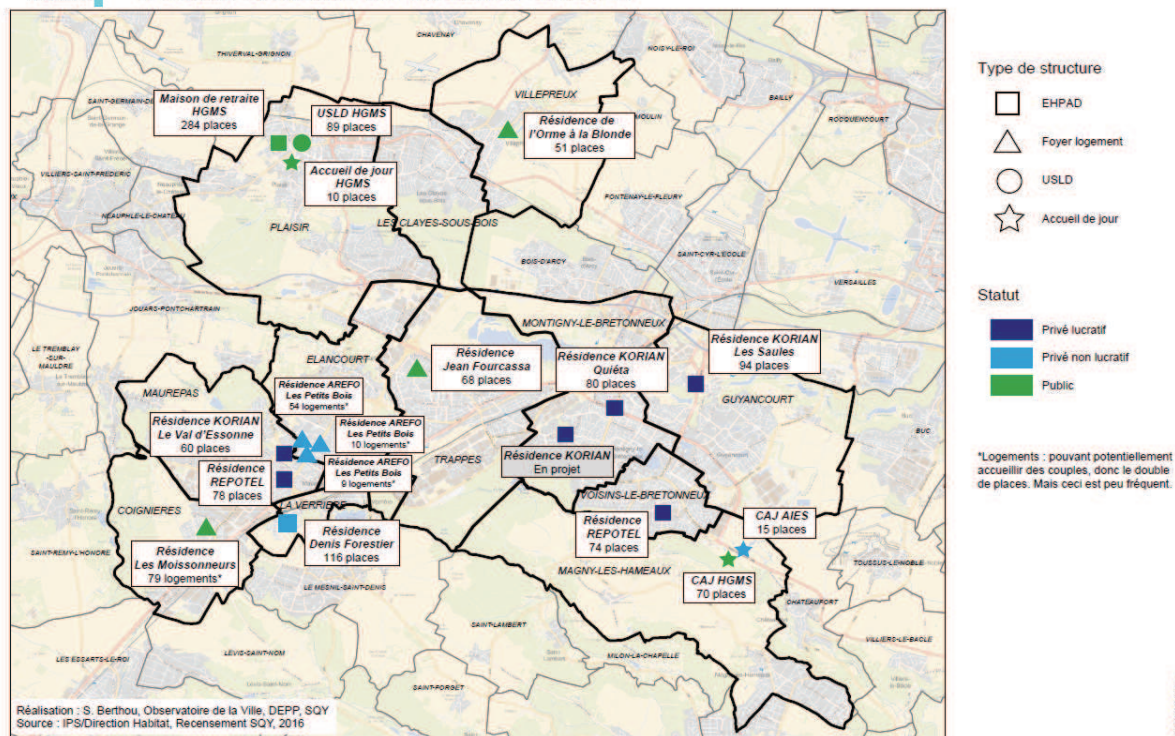 CHAVENAY
THIVERVAL-GRIGNON
NOISY-LE-ROI
BAILLY
ROCQUENCOURT
VILLEPREUX
Maison de retraite
HGMS
284 places
USLD HGMS
89 places
Résidence de
l'Orme à la Blonde
51 places
Accueil de jour
HGMS
10 places
VILLIERS-SAINT-FREDERIC
NEAUPHLE-LE-CHATEAU
PLAISIR
LES CLAYES-SOUS-BOIS
FONTENAY-LE-FLEURY
BOIS-D'ARCY
SAINT-CYR-L'ECOLE
VERSAILLES
JOUARS-PONTCHARTRAIN
MONTIGNY-LE-BRETONNEUX
LE TREMBLAY
-SUR-
MAULDRE
ELANCOURT
MAUREPAS
Résidence
Jean Fourcassa
68 places
Résidence KORIAN
Quiéta
80 places
Résidence KORIAN
Les Saules
94 places
GUYANCOURT
Résidence AREFO
Les Petits Bois
54 logements*
Résidence KORIAN
Le Val d'Essonne
60 places
Résidence AREFO
Les Petits Bois
10 logements*
Résidence AREFO
Les Petits Bois
9 logements*
Résidence
REPOTEL
78 places
TRAPPES
Résidence KORIAN
En projet
BUC
COIGNIERES
LA VERRIERE
VOISINS-LE-BRETONNEUX
Résidence
Denis Forestier
116 places
Résidence
REPOTEL
74 places
CAJ AIES
15 places
Résidence
Les Moissonneurs
79 logements*
CAJ HGMS
70 places
SAINT-REMY-L'HONORE
LE MESNIL-SAINT-DENIS
MAGNY-LES-HAMEAUX
TOUSSUS-LE-NOBLE
CHATEAUFORT
SAINT-LAMBERT
VILLIERS-LE-BACLE
MILON-LA-CHAPELLE
LES ESSARTS-LE-ROI
LEVIS-SAINT-NOM
SAINT-FORGET
Réalisation : S. Berthou, Observatoire de la Ville, DEPP, SQY
Source : IPS/Direction Habitat, Recensement SQY, 2016
Type de structure
EHPAD
Foyer logement
USLD
Accueil de jour
Statut
Privé lucratif
Privé non lucratif
Public
*Logements : pouvant potentiellement
accueillir des couples, donc le double
de places. Mais ceci est peu fréquent.